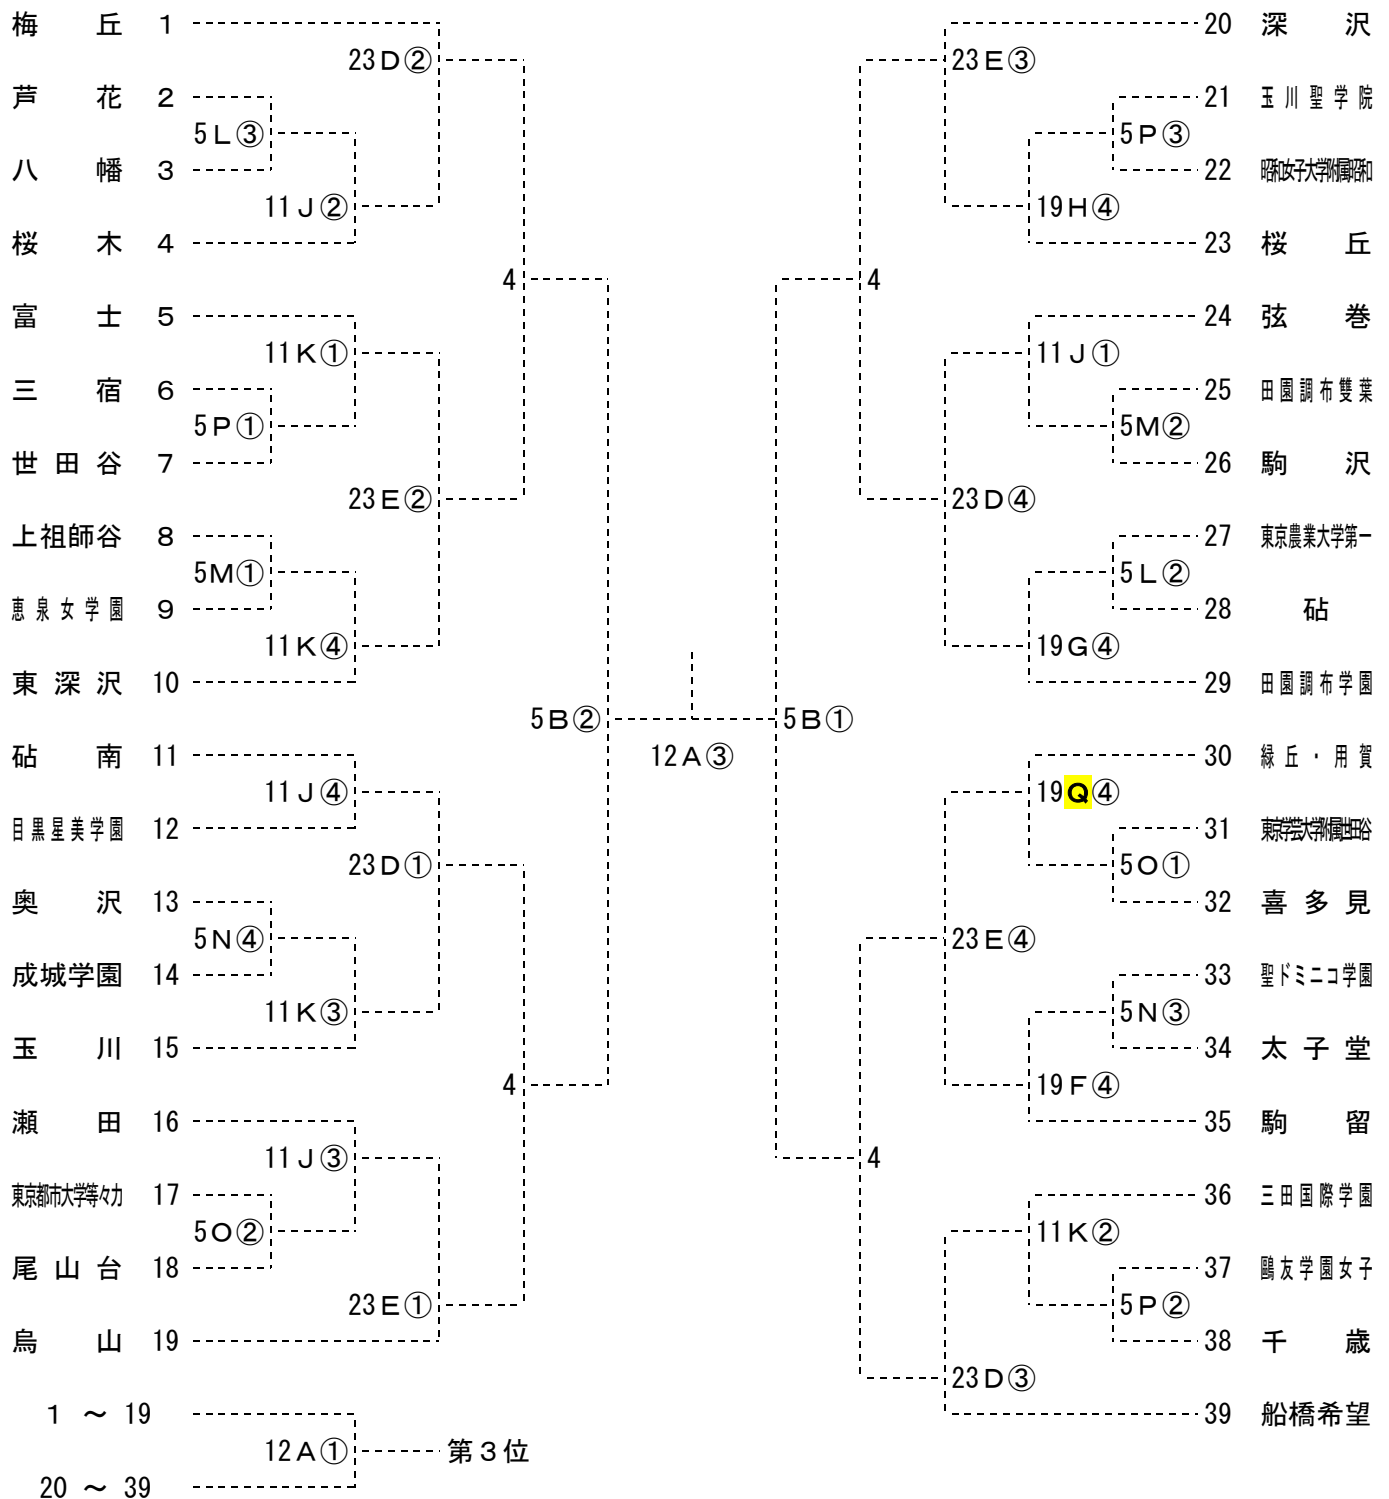 梅丘 1
23D②
芦花 2
5L③
八幡 3
11J②
桜木 4
4
富士 5
11K①
三宿 6
5P①
世田谷 7
23E②
上祖師谷 8
5M①
恵泉女学園 9
11K④
東深沢 10
5B②
砧南 11
11J④
目黒星美学園 12
23D①
奥沢 13
5N④
成城学園 14
11K③
玉川 15
4
瀬田 16
11J③
東京都市大学等々力 17
5O②
尾山台 18
23E①
烏山 19
1 ～ 19
12A① 第３位
20 ～ 39
12A③
20 深沢
23E③
21 玉川聖学院
5P③
22 昭和女子大学附属昭和
19H④
23 桜丘
4
24 弦巻
11J①
25 田園調布雙葉
5M②
26 駒沢
23D④
27 東京農業大学第一
5L②
28 砧
19G④
29 田園調布学園
5B①
30 緑丘・用賀
19Q④
31 東京学芸大学附属世田谷
5O①
32 喜多見
23E④
33 聖ドミニコ学園
5N③
34 太子堂
19F④
35 駒留
4
36 三田国際学園
11K②
37 鷗友学園女子
5P②
38 千歳
23D③
39 船橋希望